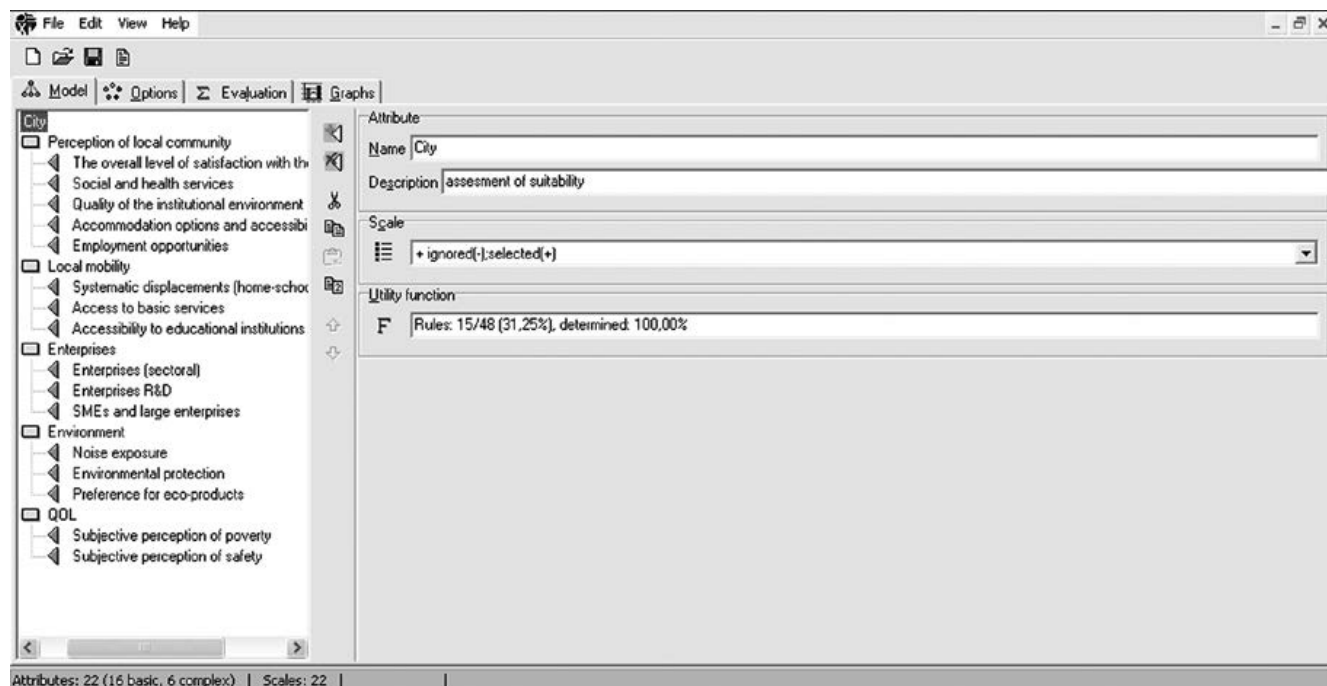 File Edit View Help
Model Options Σ Evaluation Graphs
City
Perception of local community
The overall level of satisfaction with
Social and health services
Quality of the institutional environment
Accommodation options and
Employment opportunities
Local mobility
Systematic displacements
Access to basic services
Accessibility to educational institutions
Enterprises
Enterprises (sectoral)
Enterprises R&D
SMEs and large enterprises
Environment
Noise exposure
Environmental protection
Preference for eco-products
QOL
Subjective perception of poverty
Subjective perception of safety
Attribute
Name City
Description assesment of suitability
Scale
+ ignored(-);selected(+)
Utility function
F Rules: 15/48 (31,25%), determined: 100,00%
Attributes: 22 (16 basic, 6 complex) | Scales: 22 |